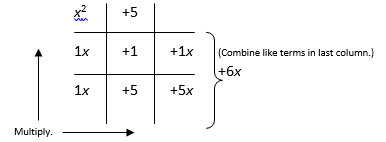 x² +5
1x +1 +1x (Combine like terms in last column.)
+6x
1x +5 +5x
Multiply.